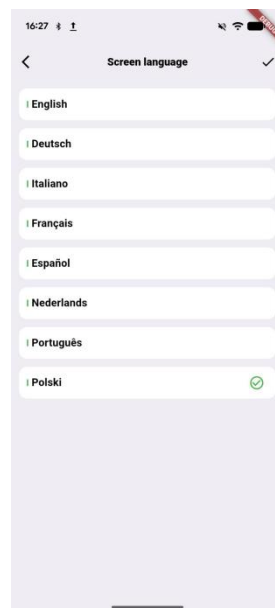 16:27
Screen language
English
Deutsch
Italiano
Français
Español
Nederlands
Português
Polski